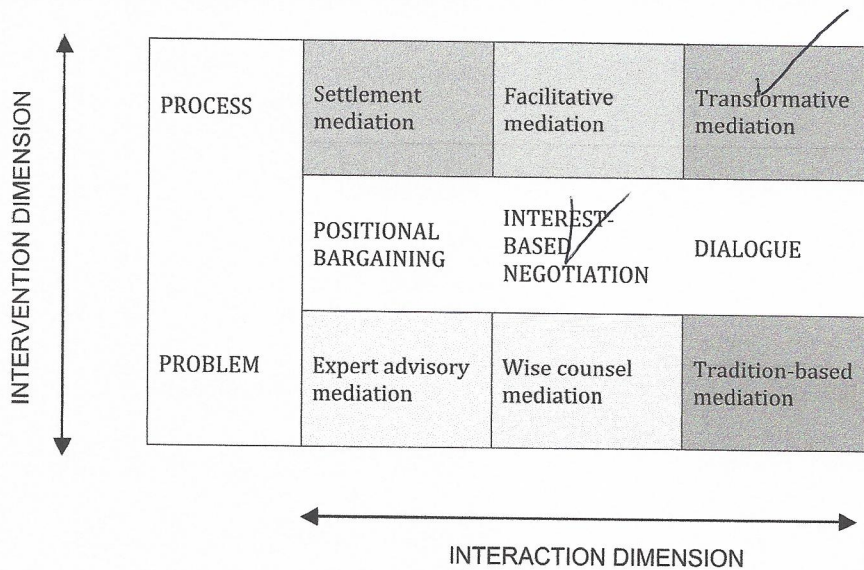 INTERVENTION DIMENSION
PROCESS
Settlement
mediation
Facilitative
mediation
Transformative
mediation
POSITIONAL
BARGAINING
INTEREST-
BASED
NEGOTIATION
DIALOGUE
PROBLEM
Expert advisory
mediation
Wise counsel
mediation
Tradition-based
mediation
INTERACTION DIMENSION